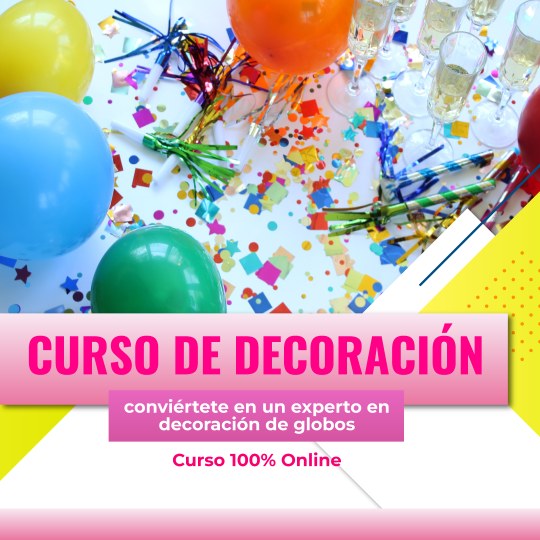 CURSO DE DECORACIÓN
conviértete en un experto en
decoración de globos
Curso 100% Online